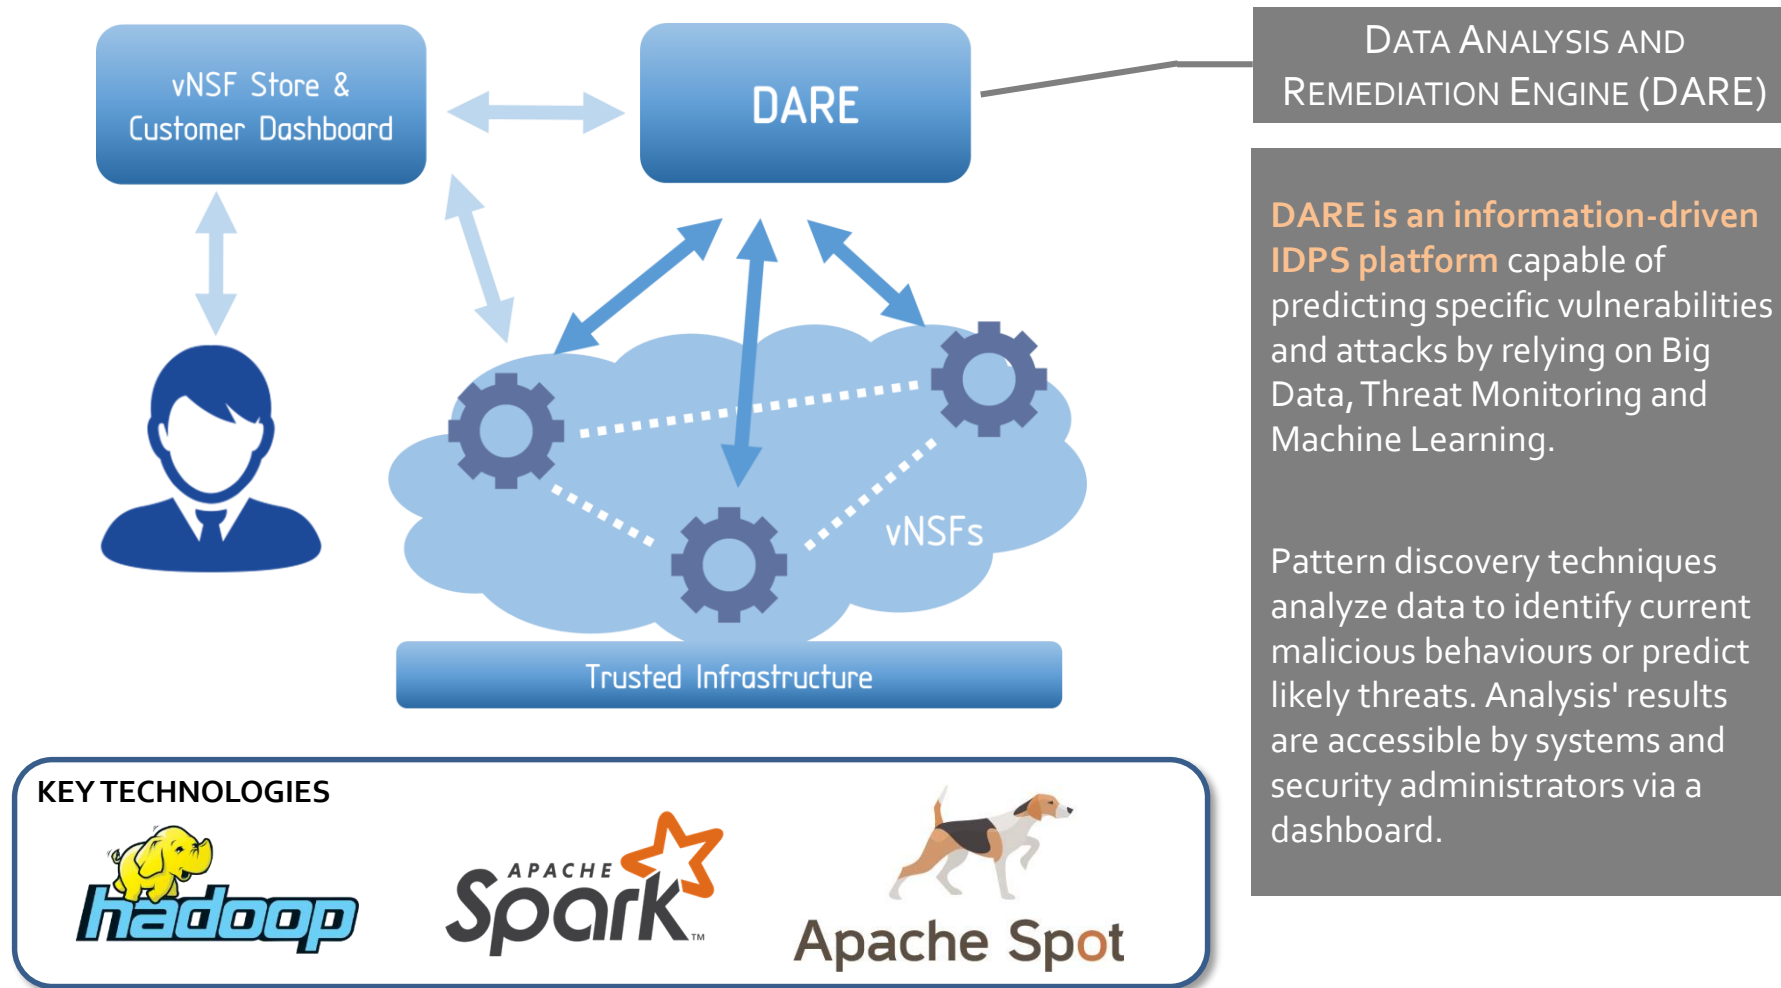 vNSF Store &
Customer Dashboard
DARE
vNSFs
Trusted Infrastructure
DATA ANALYSIS AND
REMEDIATION ENGINE (DARE)
DARE is an information-driven
IDPS platform capable of
predicting specific vulnerabilities
and attacks by relying on Big
Data, Threat Monitoring and
Machine Learning.
Pattern discovery techniques
analyze data to identify current
malicious behaviours or predict
likely threats. Analysis' results
are accessible by systems and
security administrators via a
dashboard.
KEY TECHNOLOGIES
hadoop
APACHE
Spark™
Apache Spot